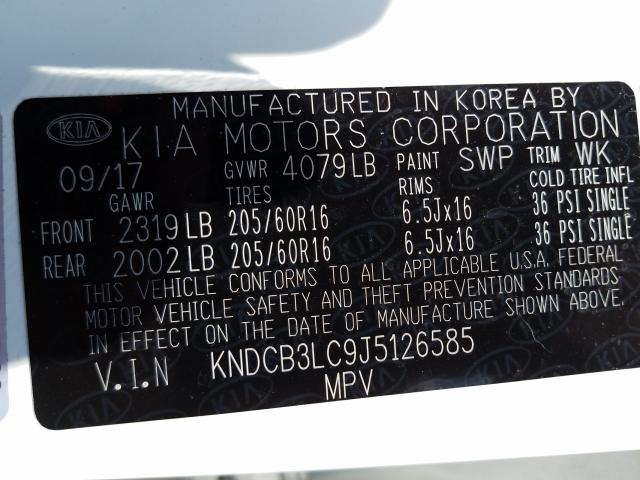 KIA MANUFACTURED IN KOREA BY
KIA MOTORS CORPORATION
09/17 GVWR 4079LB PAINT SWP TRIM WK
GAWR TIRES RIMS COLD TIRE INFL
FRONT 2319LB 205/60R16 6.5Jx16 36 PSI SINGLE
REAR 2002LB 205/60R16 6.5Jx16 36 PSI SINGLE
THIS VEHICLE CONFORMS TO ALL APPLICABLE U.S.A. FEDERAL
MOTOR VEHICLE SAFETY AND THEFT PREVENTION STANDARDS
IN EFFECT ON THE DATE OF MANUFACTURE SHOWN ABOVE.
V.I.N KNDCB3LC9J5126585
MPV